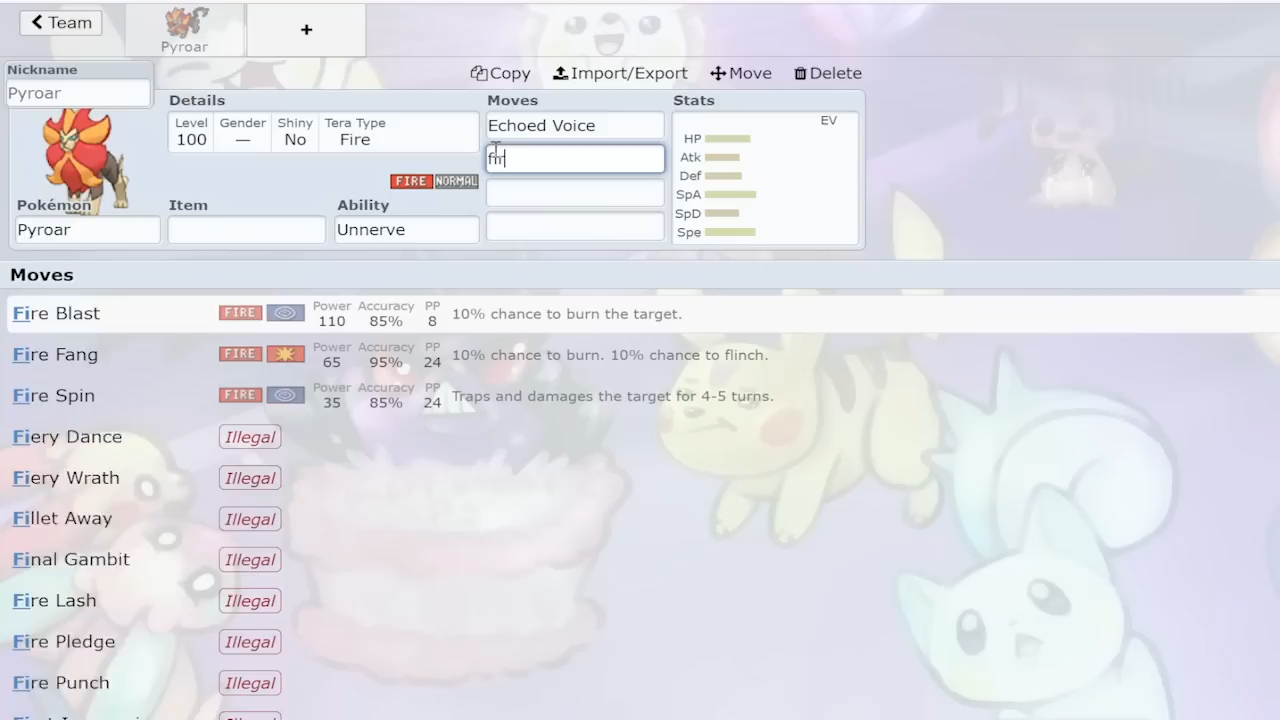 Team
Pyroar
+
Nickname
Pyroar
Copy Import/Export Move Delete
Details
Level Gender Shiny Tera Type
100 — No Fire
FIRE NORMAL
Pokémon Item Ability
Pyroar Unnerve
Moves
Echoed Voice
Stats
EV
HP
Atk
Def
SpA
SpD
Spe
Moves
Fire Blast FIRE Power 110 Accuracy 85% PP 8 10% chance to burn the target.
Fire Fang FIRE Power 65 Accuracy 95% PP 24 10% chance to burn. 10% chance to flinch.
Fire Spin FIRE Power 35 Accuracy 85% PP 24 Traps and damages the target for 4-5 turns.
Fiery Dance Illegal
Fiery Wrath Illegal
Fillet Away Illegal
Final Gambit Illegal
Fire Lash Illegal
Fire Pledge Illegal
Fire Punch Illegal